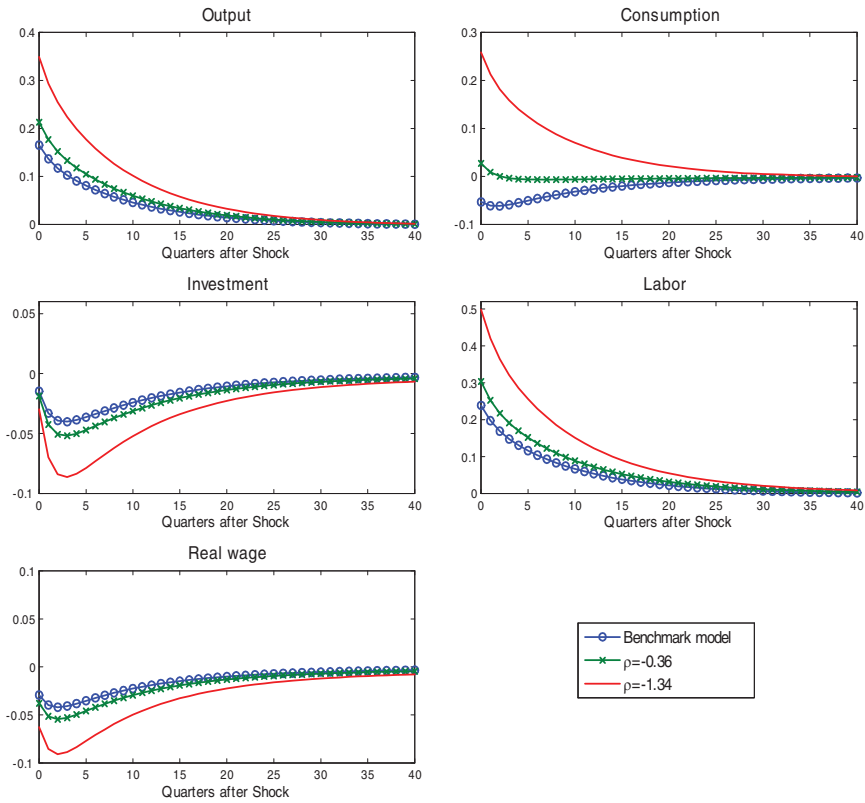 Output
0.4
0.3
0.2
0.1
0
0 5 10 15 20 25 30 35 40
Quarters after Shock
Consumption
0.3
0.2
0.1
0
-0.1
0 5 10 15 20 25 30 35 40
Quarters after Shock
Investment
0.05
0
-0.05
-0.1
0 5 10 15 20 25 30 35 40
Quarters after Shock
Labor
0.5
0.4
0.3
0.2
0.1
0
0 5 10 15 20 25 30 35 40
Quarters after Shock
Real wage
0.1
0.05
0
-0.05
-0.1
0 5 10 15 20 25 30 35 40
Quarters after Shock
Benchmark model
ρ=-0.36
ρ=-1.34